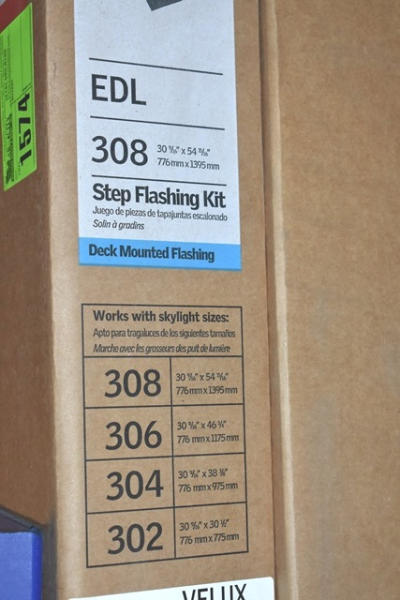 1574
EDL
308
30 9/16" x 54 15/16"
776 mm x 1395 mm
Step Flashing Kit
Juego de piezas de tapajuntas escalonado
Solin à gradins
Deck Mounted Flashing
Works with skylight sizes:
Apto para tragaluces de los siguientes tamaños
Marche avec les grosseurs des puit de lumière
308
30 9/16" x 54 15/16"
776 mm x 1395 mm
306
30 9/16" x 46 1/4"
776 mm x 1175 mm
304
30 9/16" x 38 3/8"
776 mm x 975 mm
302
30 9/16" x 30 1/2"
776 mm x 775 mm
VELUX